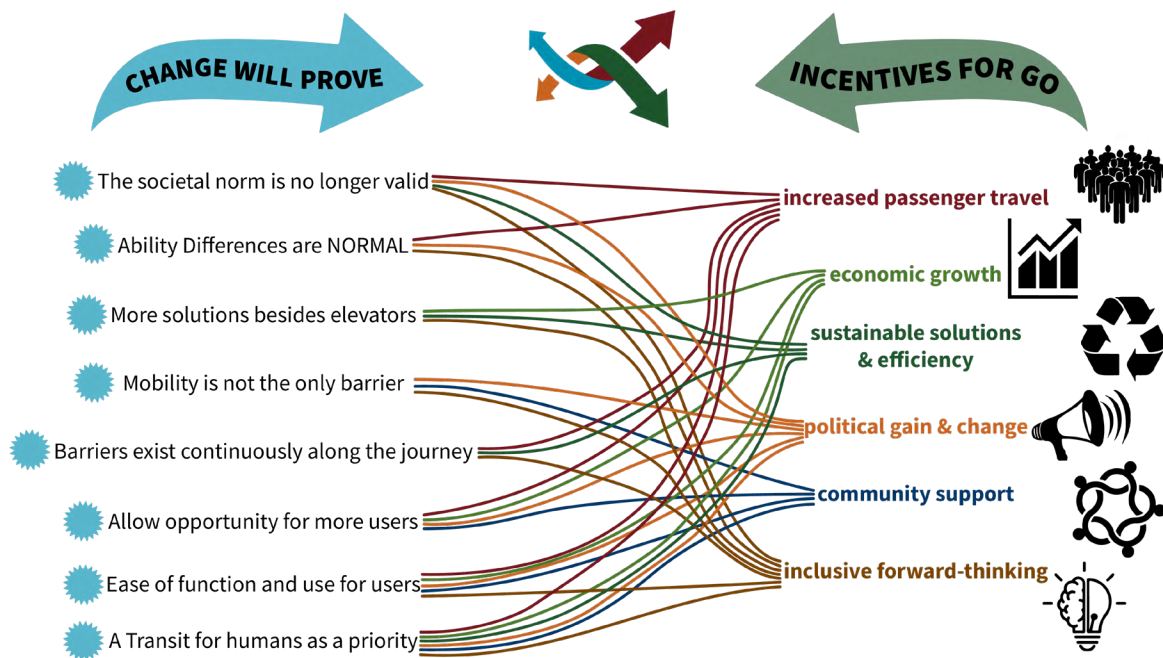 CHANGE WILL PROVE
INCENTIVES FOR GO
The societal norm is no longer valid
Ability Differences are NORMAL
More solutions besides elevators
Mobility is not the only barrier
Barriers exist continuously along the journey
Allow opportunity for more users
Ease of function and use for users
A Transit for humans as a priority
increased passenger travel
economic growth
sustainable solutions
& efficiency
political gain & change
community support
inclusive forward-thinking